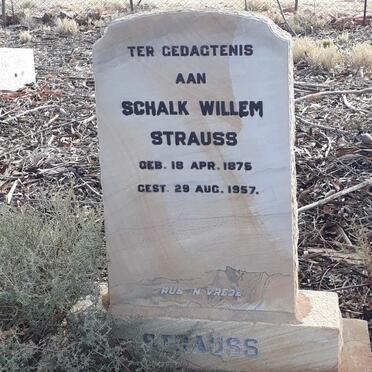 TER GEDAGTENIS
AAN
SCHALK WILLEM
STRAUSS
GEB. 18 APR. 1875
GEST. 29 AUG. 1957.
RUS IN VREDE
STRAUSS